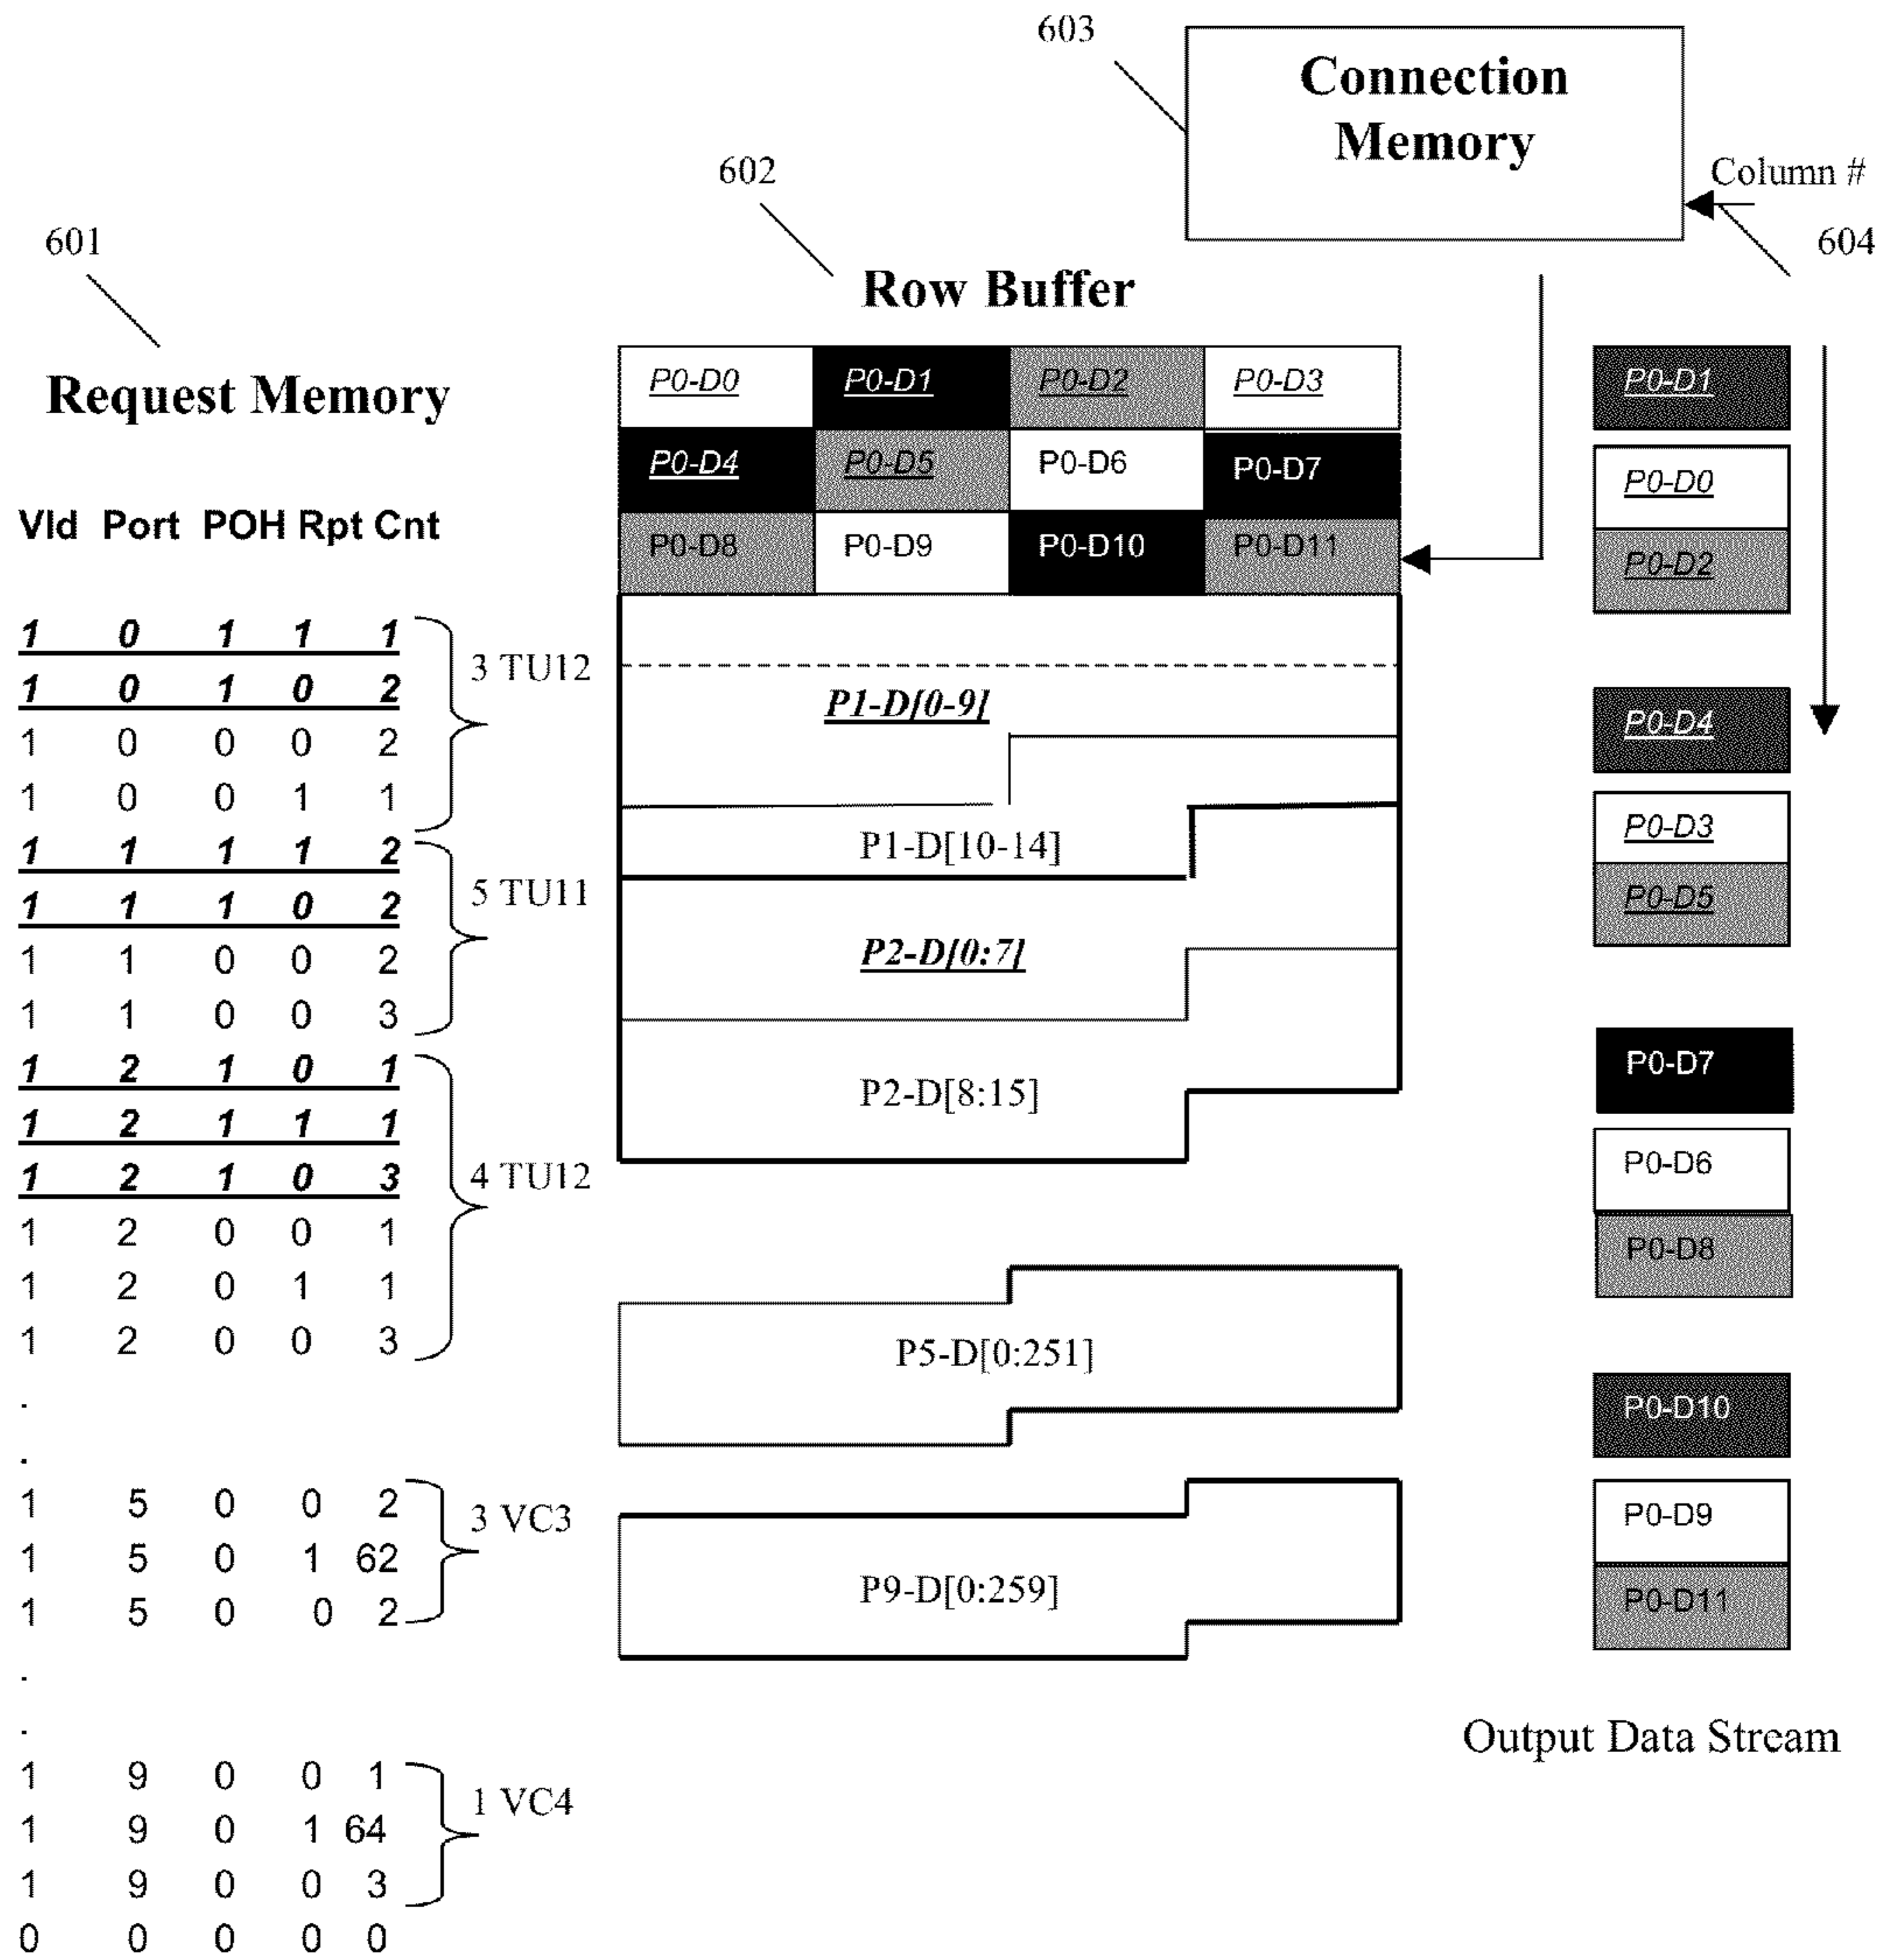 603
Connection
Memory
Column #
604
602
Row Buffer
601
Request Memory
Vld Port POH Rpt Cnt
1 0 1 1 1
1 0 1 0 2
1 0 0 0 2
1 0 0 1 1
3 TU12
1 1 1 1 2
1 1 1 0 2
1 1 0 0 2
1 1 0 0 3
5 TU11
1 2 1 0 1
1 2 1 1 1
1 2 1 0 3
1 2 0 0 1
1 2 0 1 1
1 2 0 0 3
4 TU12
.
.
1 5 0 0 2
1 5 0 1 62
1 5 0 0 2
3 VC3
.
.
1 9 0 0 1
1 9 0 1 64
1 9 0 0 3
1 VC4
0 0 0 0 0
P0-D0 P0-D1 P0-D2 P0-D3
P0-D4 P0-D5 P0-D6 P0-D7
P0-D8 P0-D9 P0-D10 P0-D11
P1-D[0-9]
P1-D[10-14]
P2-D[0:7]
P2-D[8:15]
P5-D[0:251]
P9-D[0:259]
P0-D1
P0-D0
P0-D2
P0-D4
P0-D3
P0-D5
P0-D7
P0-D6
P0-D8
P0-D10
P0-D9
P0-D11
Output Data Stream